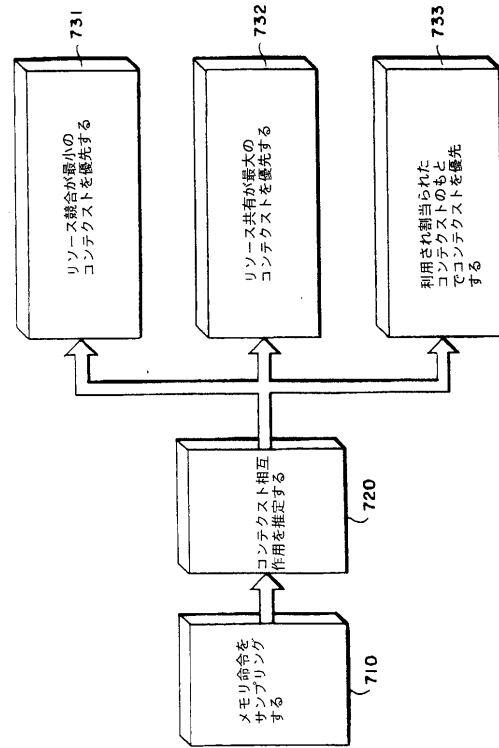 メモリ命令を
サンプリング
する
710
コンテクスト相互
作用を推定する
720
リソース競合が最小の
コンテクストを優先する
731
リソース共有が最大の
コンテクストを優先する
732
利用され割当られた
コンテクストのもと
でコンテクストを優先
する
733